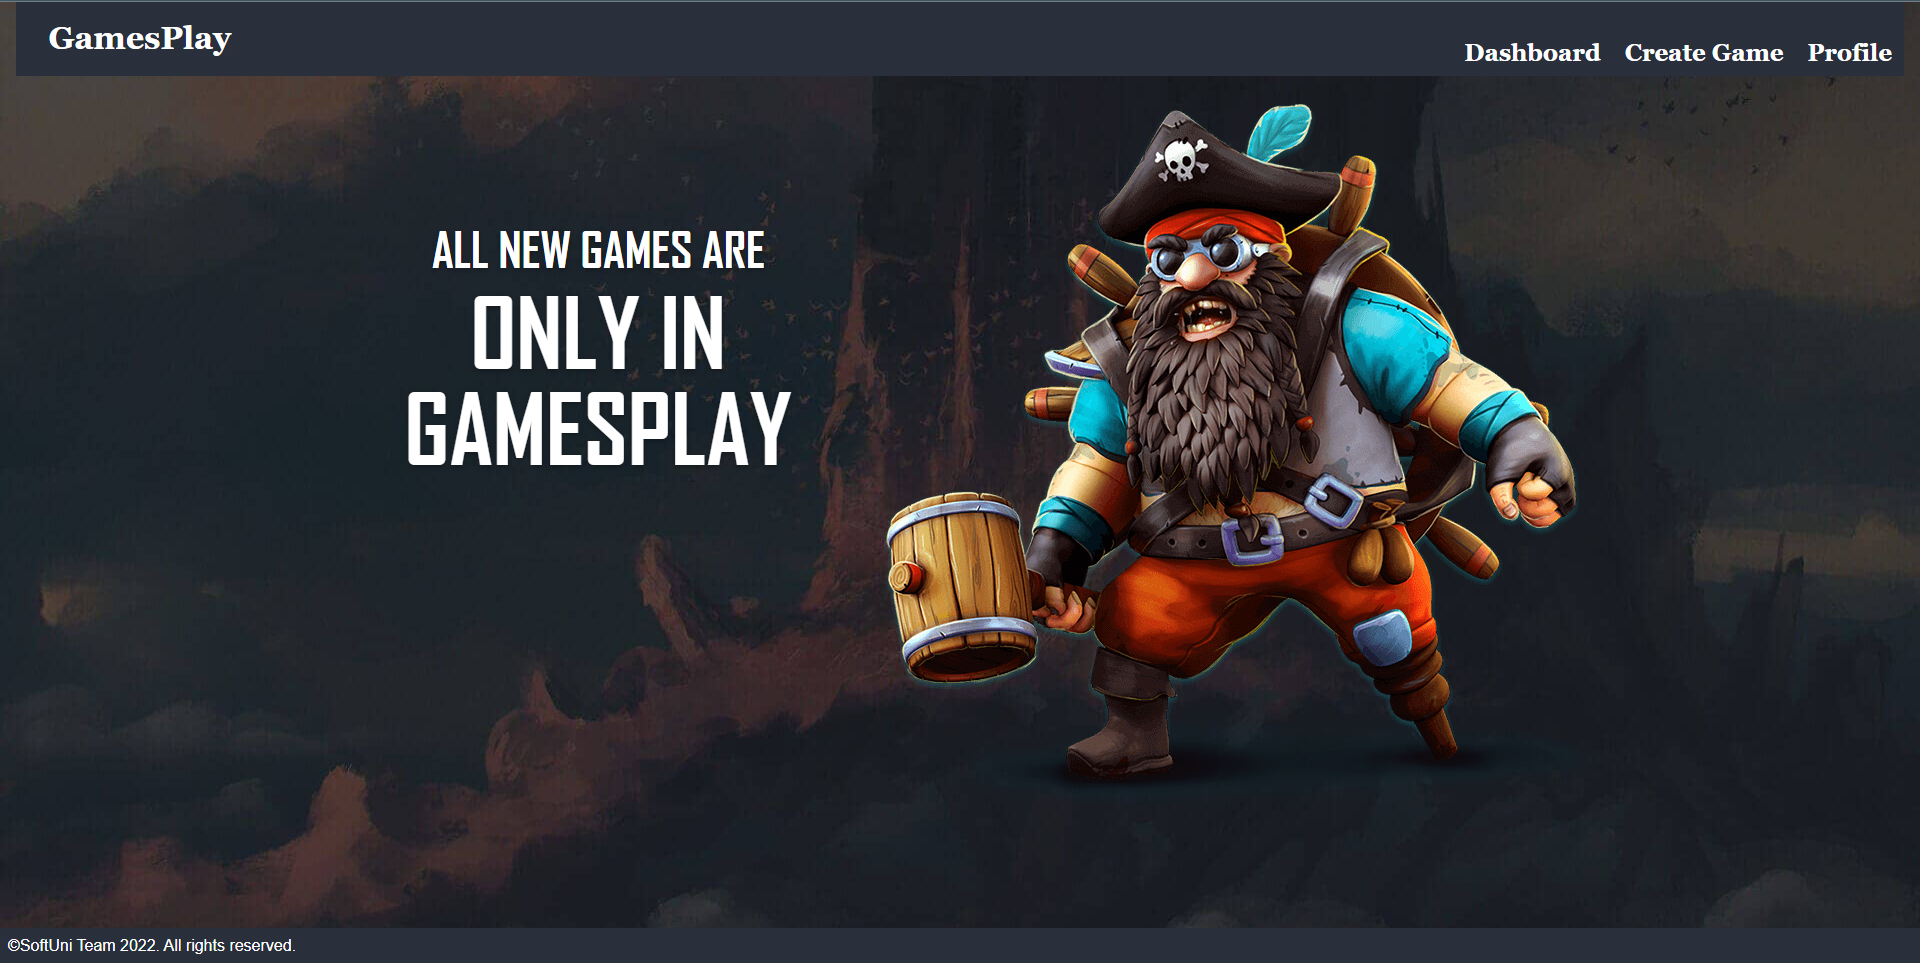 GamesPlay
Dashboard Create Game Profile
ALL NEW GAMES ARE
ONLY IN
GAMESPLAY
©SoftUni Team 2022. All rights reserved.